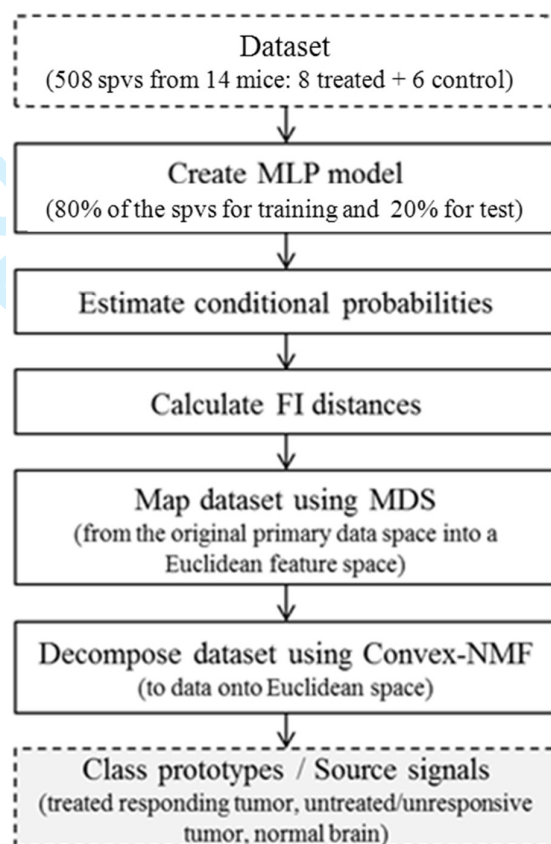 Dataset
(508 spvs from 14 mice: 8 treated + 6 control)
Create MLP model
(80% of the spvs for training and 20% for test)
Estimate conditional probabilities
Calculate FI distances
Map dataset using MDS
(from the original primary data space into a
Euclidean feature space)
Decompose dataset using Convex-NMF
(to data onto Euclidean space)
Class prototypes / Source signals
(treated responding tumor, untreated/unresponsive
tumor, normal brain)